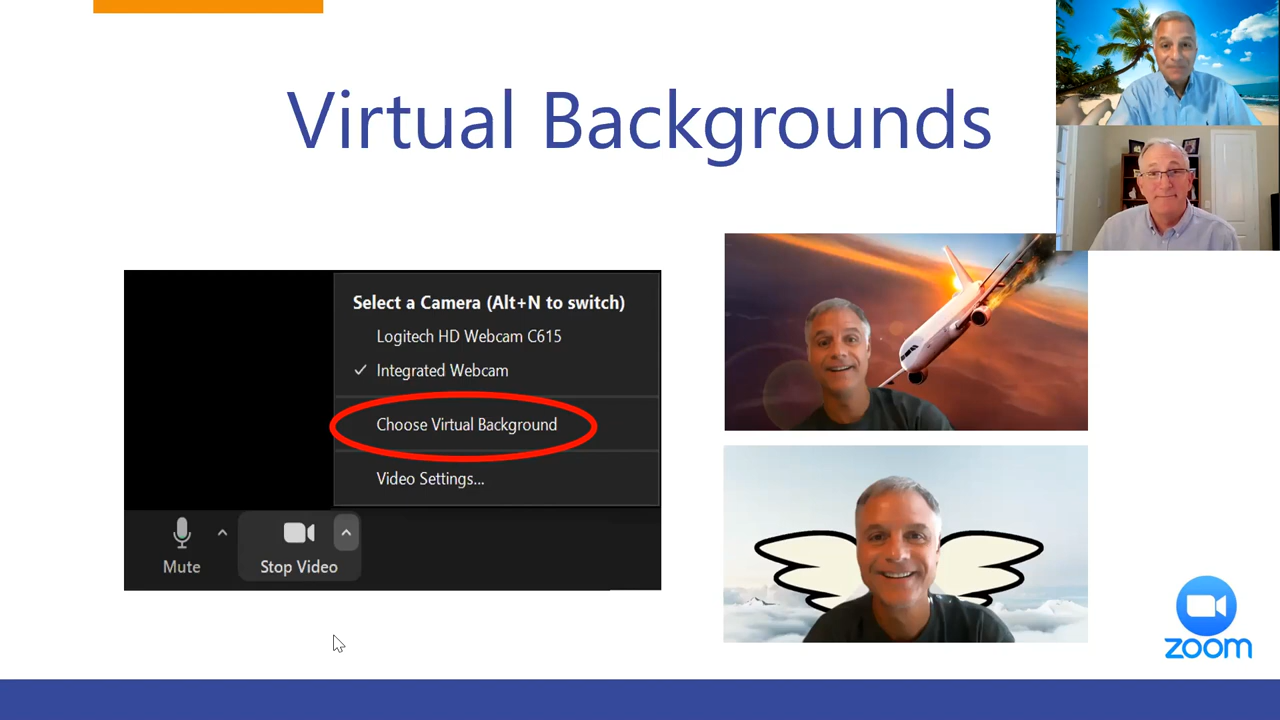 Virtual Backgrounds
Select a Camera (Alt+N to switch)
Logitech HD Webcam C615
Integrated Webcam
Choose Virtual Background
Video Settings...
Mute
Stop Video
zoom